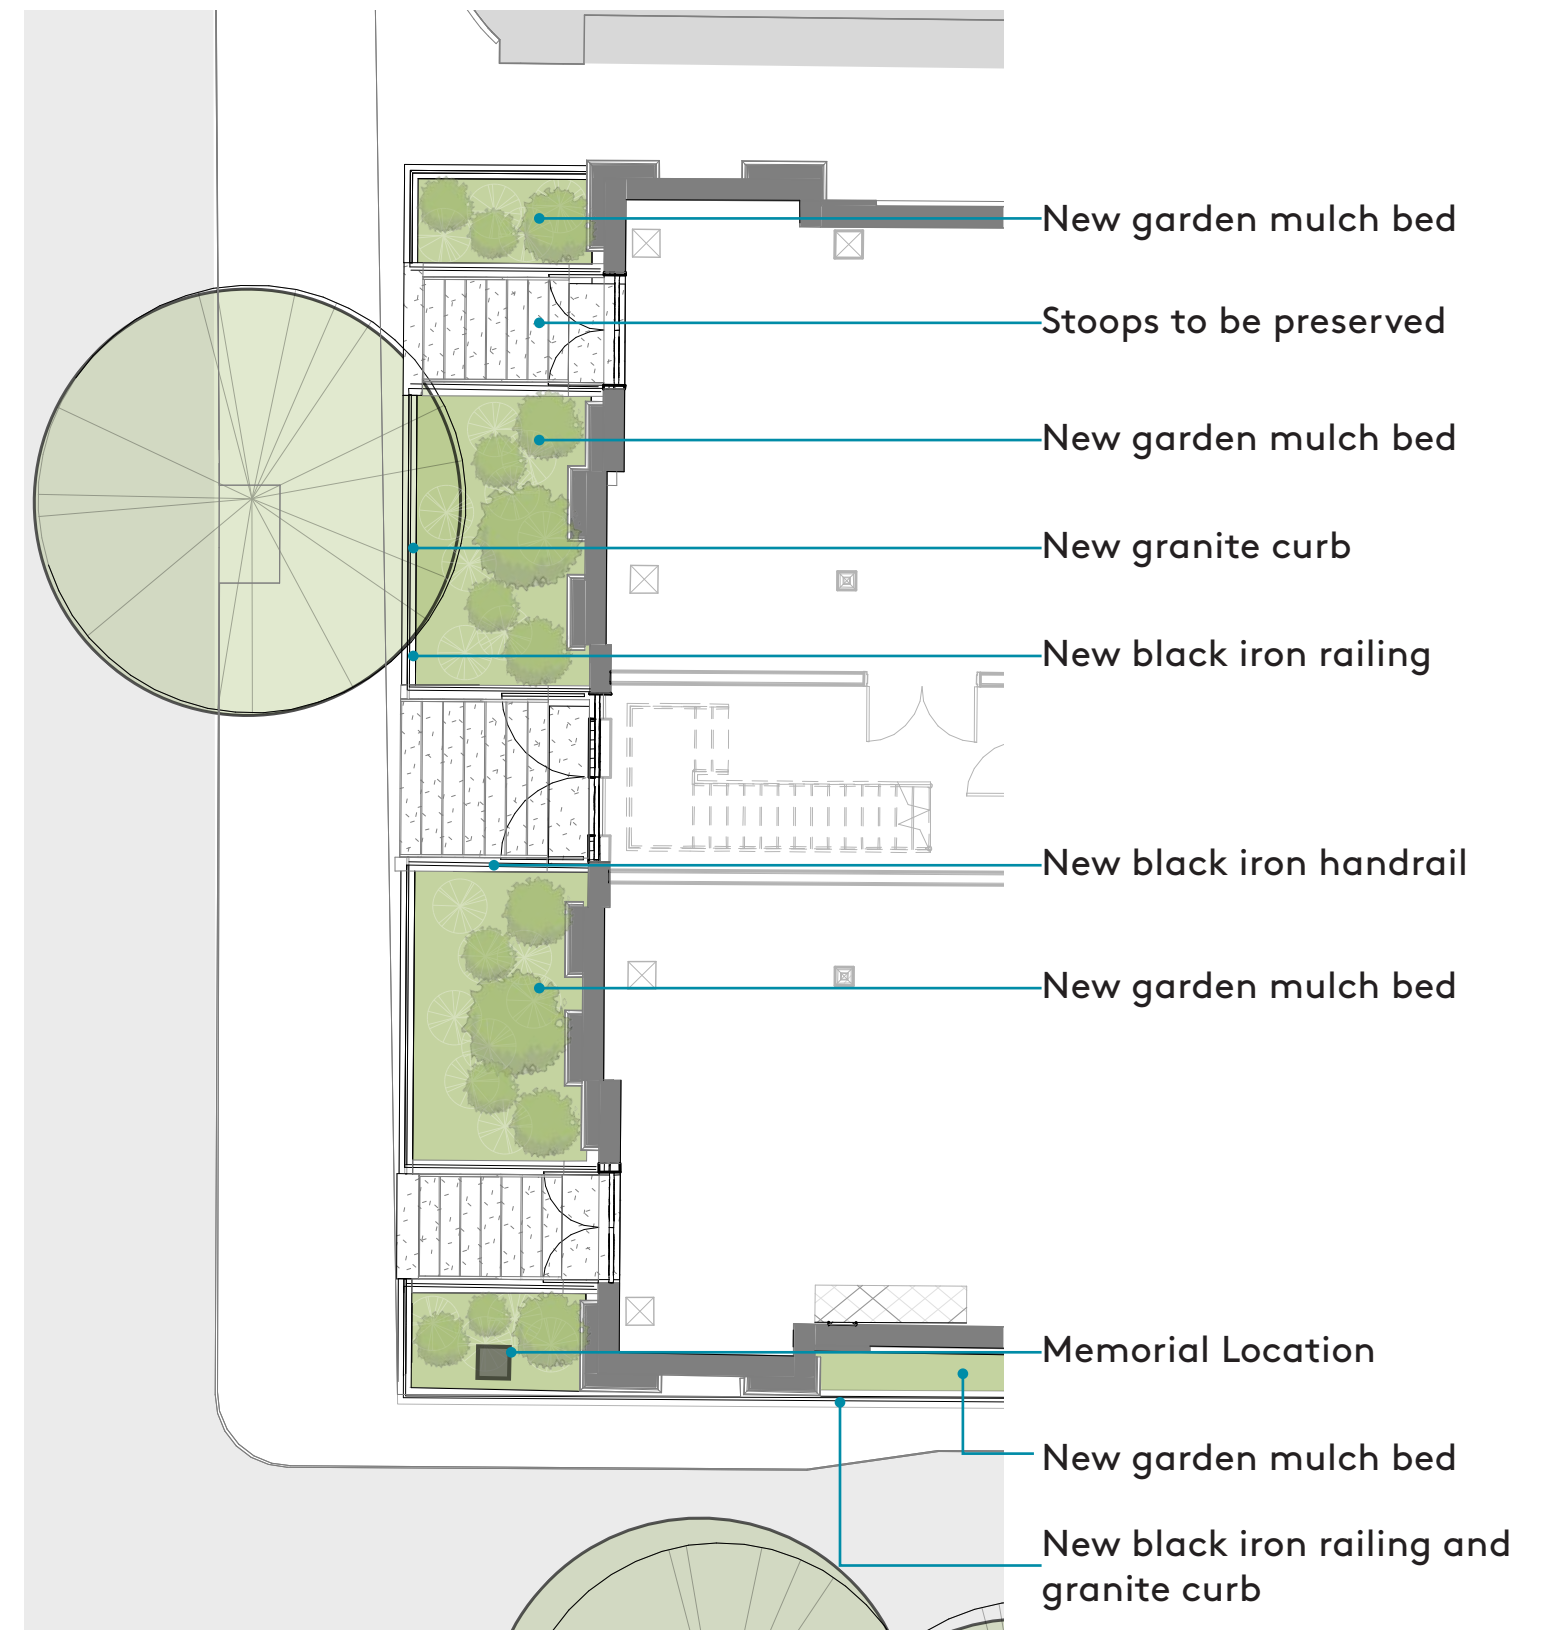 New garden mulch bed
Stoops to be preserved
New garden mulch bed
New granite curb
New black iron railing
New black iron handrail
New garden mulch bed
Memorial Location
New garden mulch bed
New black iron railing and
granite curb